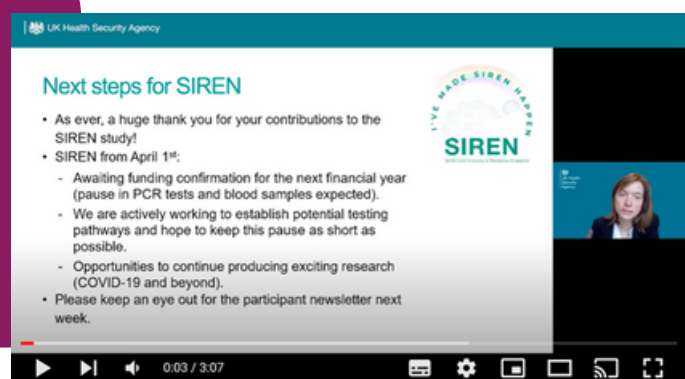 UK Health Security Agency
Next steps for SIREN
I'VE MADE SIREN HAPPEN
SIREN
• As ever, a huge thank you for your contributions to the
SIREN study!
• SIREN from April 1st:
- Awaiting funding confirmation for the next financial year
(pause in PCR tests and blood samples expected).
- We are actively working to establish potential testing
pathways and hope to keep this pause as short as
possible.
- Opportunities to continue producing exciting research
(COVID-19 and beyond).
• Please keep an eye out for the participant newsletter next
week.
UK Health
Security
Agency
0:03 / 3:07